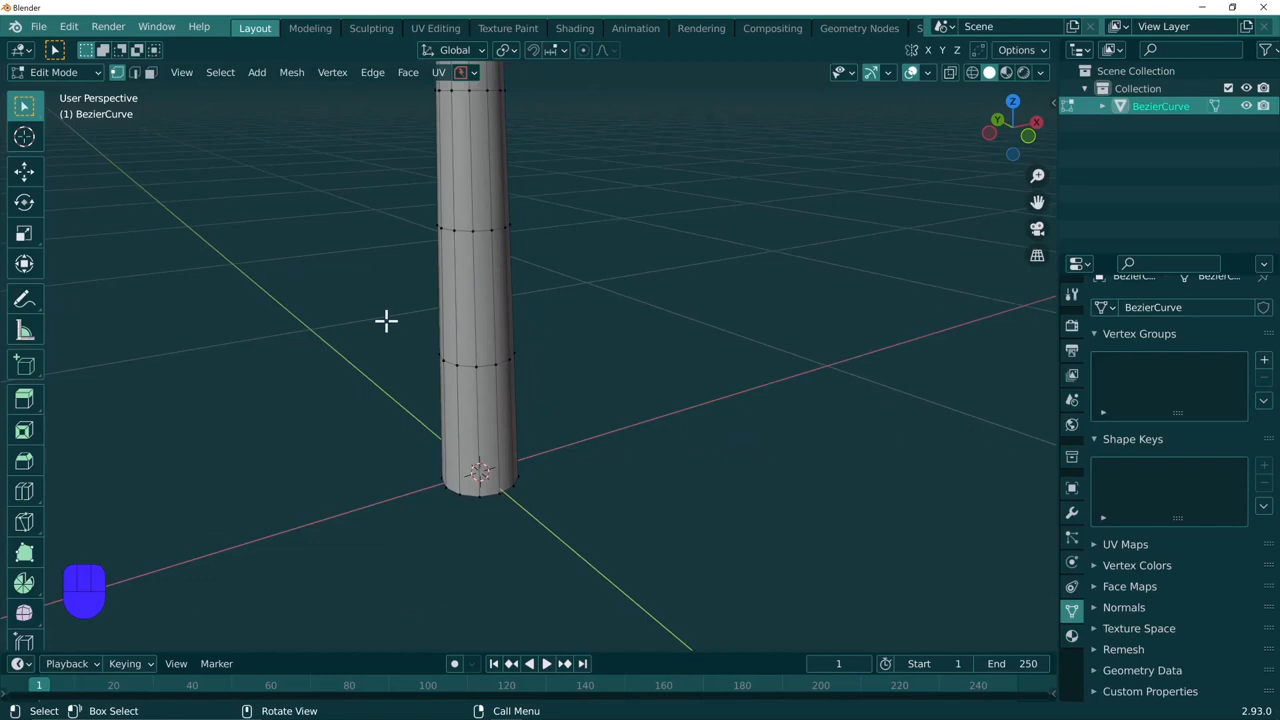 Blender
File Edit Render Window Help Layout Modeling Sculpting UV Editing Texture Paint Shading Animation Rendering Compositing Geometry Nodes S Scene View Layer
Global X Y Z Options
Edit Mode View Select Add Mesh Vertex Edge Face UV
User Perspective
(1) BezierCurve
Z
Y
X
Scene Collection
Collection
BezierCurve
BezierC... BezierC...
BezierCurve
Vertex Groups
Shape Keys
UV Maps
Vertex Colors
Face Maps
Normals
Texture Space
Remesh
Geometry Data
Custom Properties
Playback Keying View Marker 1 Start 1 End 250
1 20 40 60 80 100 120 140 160 180 200 220 240
Select Box Select Rotate View Call Menu 2.93.0